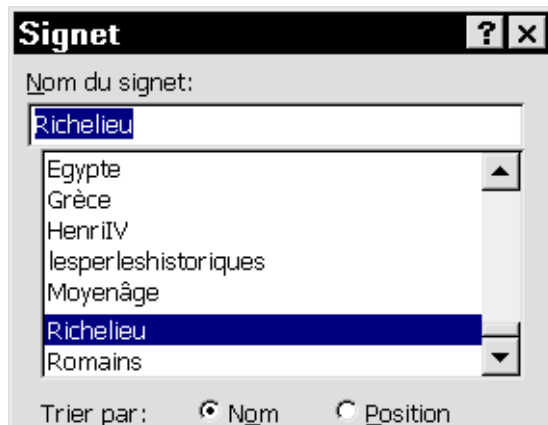 Signet
Nom du signet:
Richelieu
Egypte
Grèce
HenriIV
lesperleshistoriques
Moyenâge
Richelieu
Romains
Trier par: Nom Position